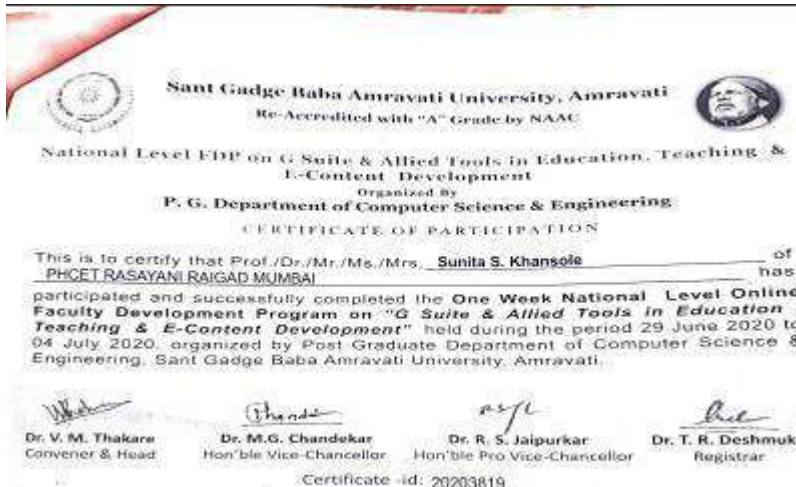 Sant Gadge Baba Amravati University, Amravati
Re-Accredited with "A" Grade by NAAC
National Level FDP on G Suite & Allied Tools in Education, Teaching &
E-Content Development
Organized By
P. G. Department of Computer Science & Engineering
CERTIFICATE OF PARTICIPATION
This is to certify that Prof./Dr./Mr./Ms./Mrs. Sunita S. Khansole of
PHCET RASAYANI RAIGAD MUMBAI has
participated and successfully completed the One Week National Level Online
Faculty Development Program on "G Suite & Allied Tools in Education ,
Teaching & E-Content Development" held during the period 29 June 2020 to
04 July 2020, organized by Post Graduate Department of Computer Science &
Engineering, Sant Gadge Baba Amravati University, Amravati.
Dr. V. M. Thakare Dr. M.G. Chandekar Dr. R. S. Jaipurkar Dr. T. R. Deshmuk
Convener & Head Hon'ble Vice-Chancellor Hon'ble Pro Vice-Chancellor Registrar
Certificate -id: 20203819